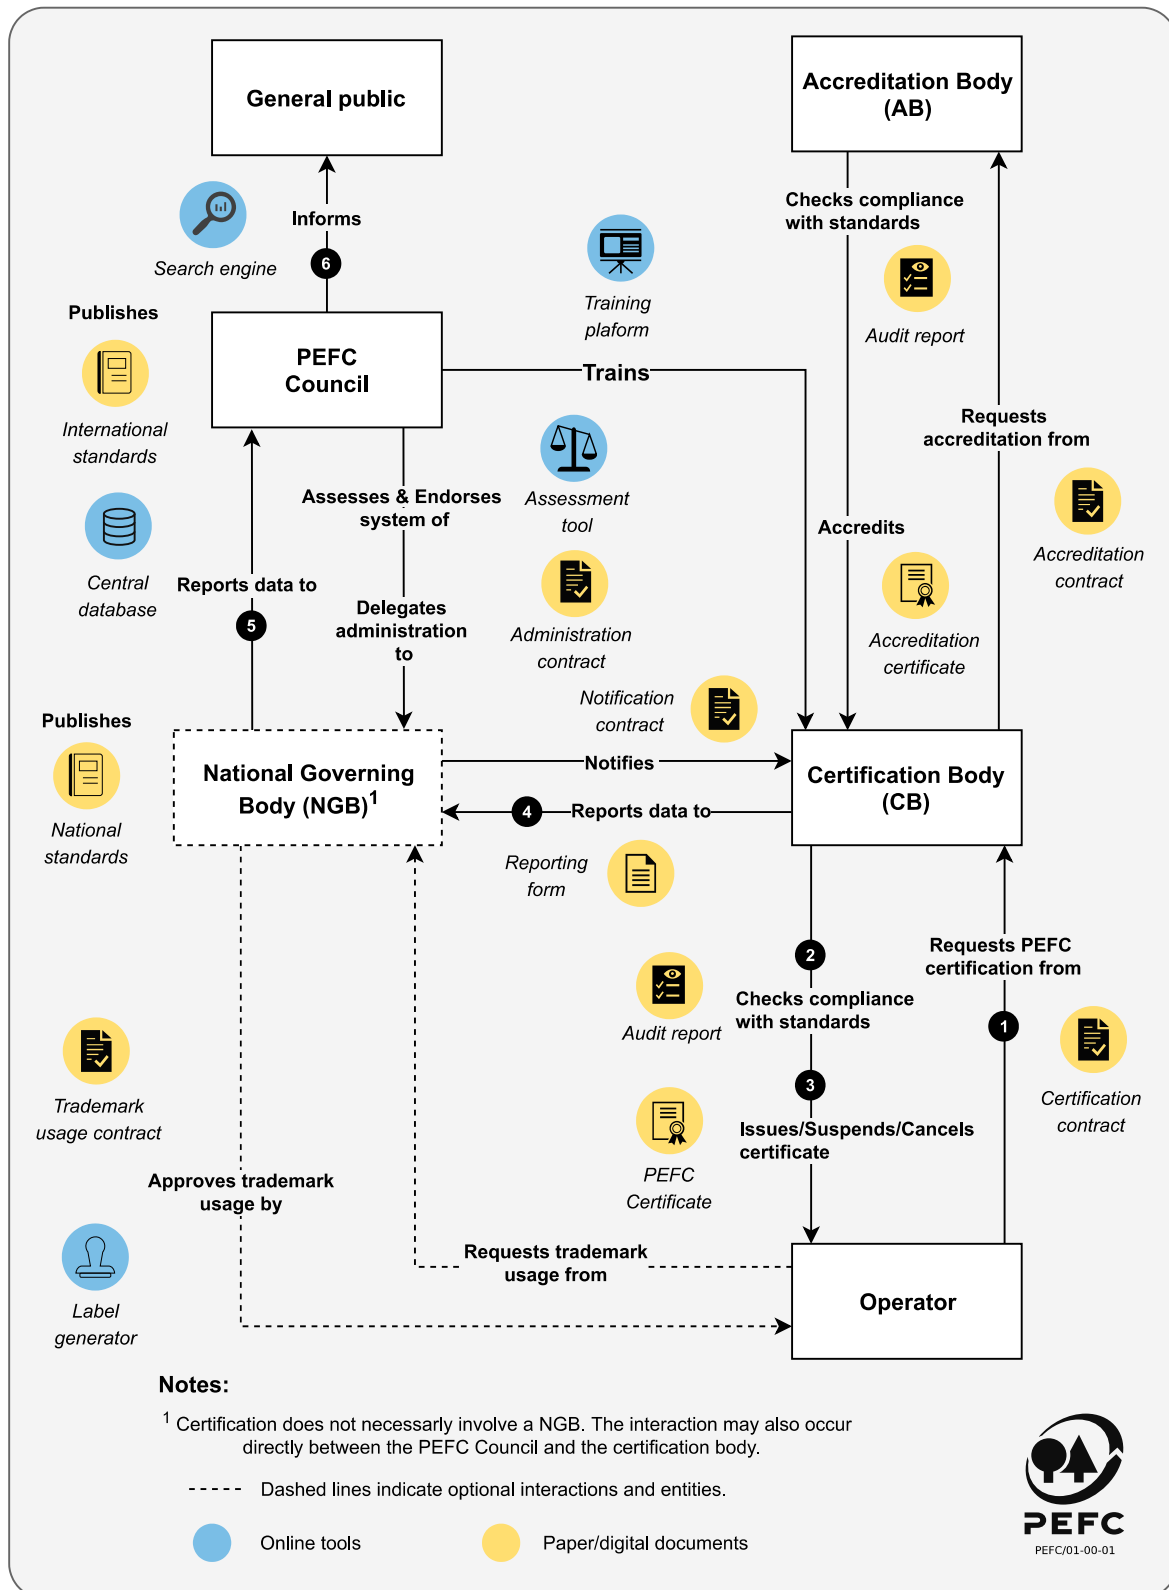 General public
Accreditation Body
(AB)
Informs
6
Search engine
Checks compliance
with standards
Audit report
Training
plaform
Publishes
International
standards
PEFC
Council
Trains
Requests
accreditation from
Accreditation
contract
Assesses & Endorses
system of
Assessment
tool
Central
database
Reports data to
5
Delegates
administration
to
Administration
contract
Accredits
Accreditation
certificate
Notification
contract
Publishes
National
standards
National Governing
Body (NGB)1
Notifies
4
Reports data to
Reporting
form
Certification Body
(CB)
2
Checks compliance
with standards
Audit report
Requests PEFC
certification from
1
Certification
contract
3
Issues/Suspends/Cancels
certificate
PEFC
Certificate
Trademark
usage contract
Approves trademark
usage by
Requests trademark
usage from
Label
generator
Operator
Notes:
1 Certification does not necessarly involve a NGB. The interaction may also occur
directly between the PEFC Council and the certification body.
Dashed lines indicate optional interactions and entities.
Online tools
Paper/digital documents
PEFC
PEFC/01-00-01